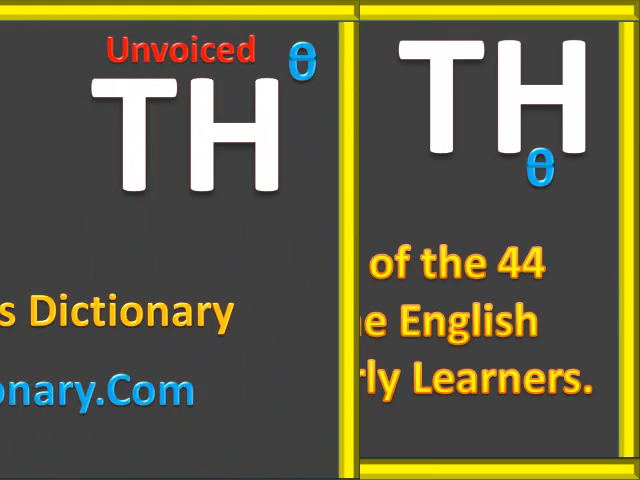 Unvoiced
TH θ
s Dictionary
onary.Com
TH
θ
of the 44
e English
rly Learners.